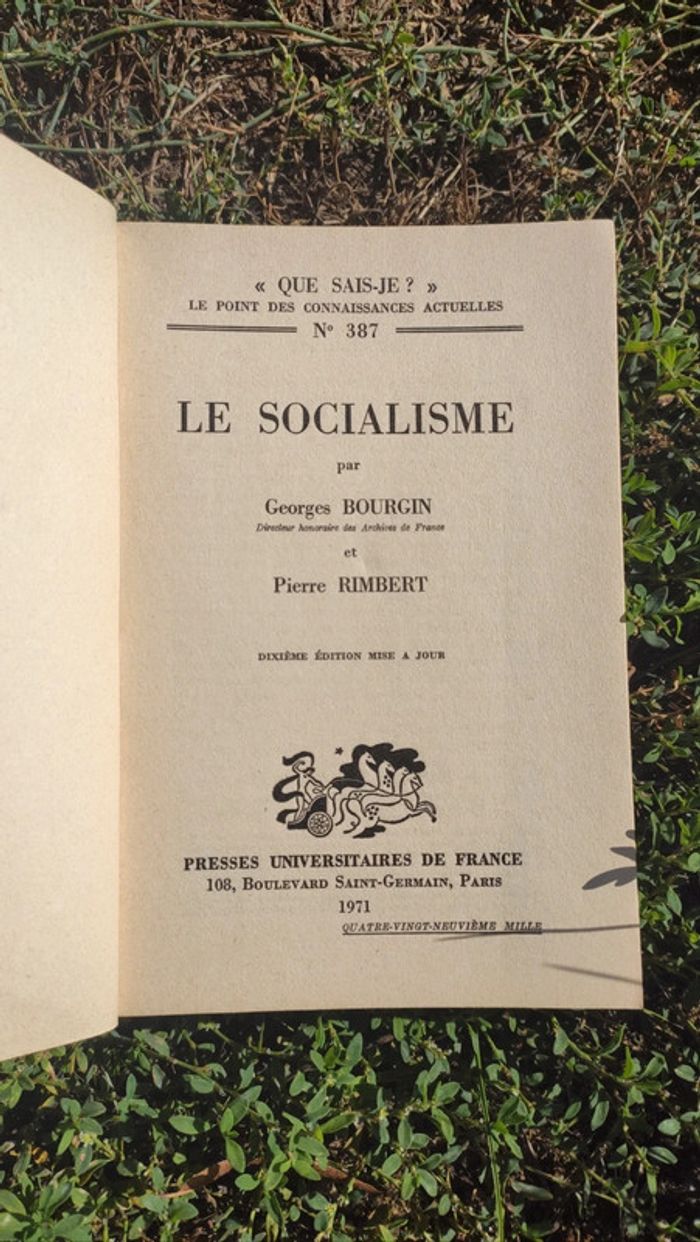 « QUE SAIS-JE ? »
LE POINT DES CONNAISSANCES ACTUELLES
Nº 387
LE SOCIALISME
par
Georges BOURGIN
Directeur honoraire des Archives de France
et
Pierre RIMBERT
DIXIÈME ÉDITION MISE A JOUR
PRESSES UNIVERSITAIRES DE FRANCE
108, BOULEVARD SAINT-GERMAIN, PARIS
1971
QUATRE-VINGT-NEUVIÈME MILLE